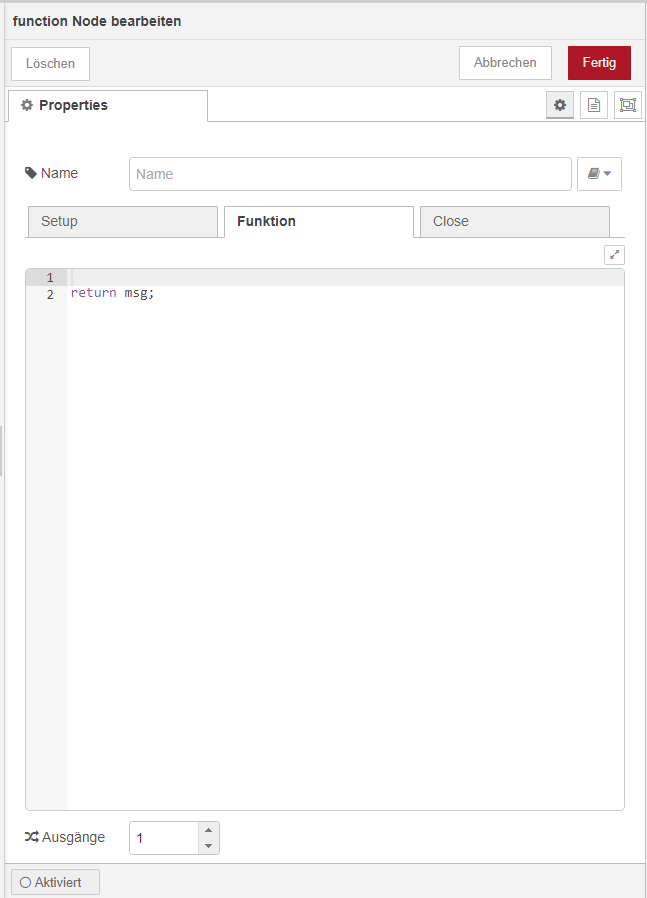 function Node bearbeiten
Löschen Abbrechen Fertig
Properties
Name Name
Setup Funktion Close
1
2 return msg;
Ausgänge 1
Aktiviert